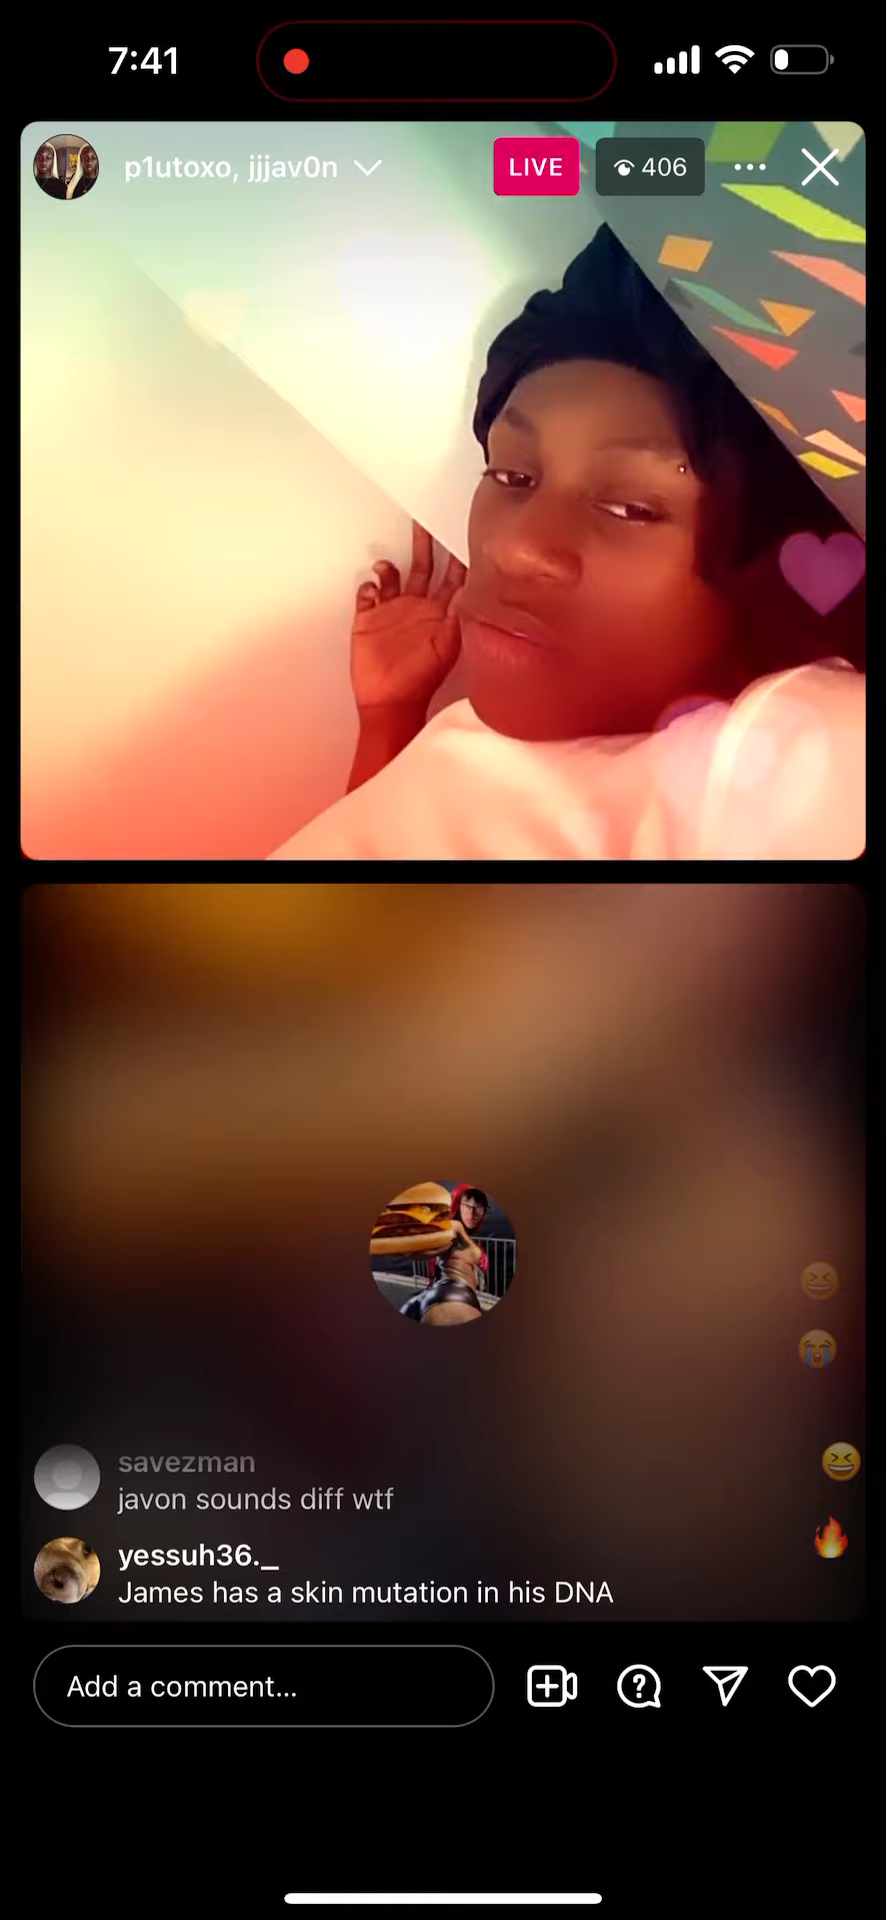 7:41
p1utoxo, jjjav0n
LIVE
406
savezman
javon sounds diff wtf
yessuh36._
James has a skin mutation in his DNA
Add a comment...